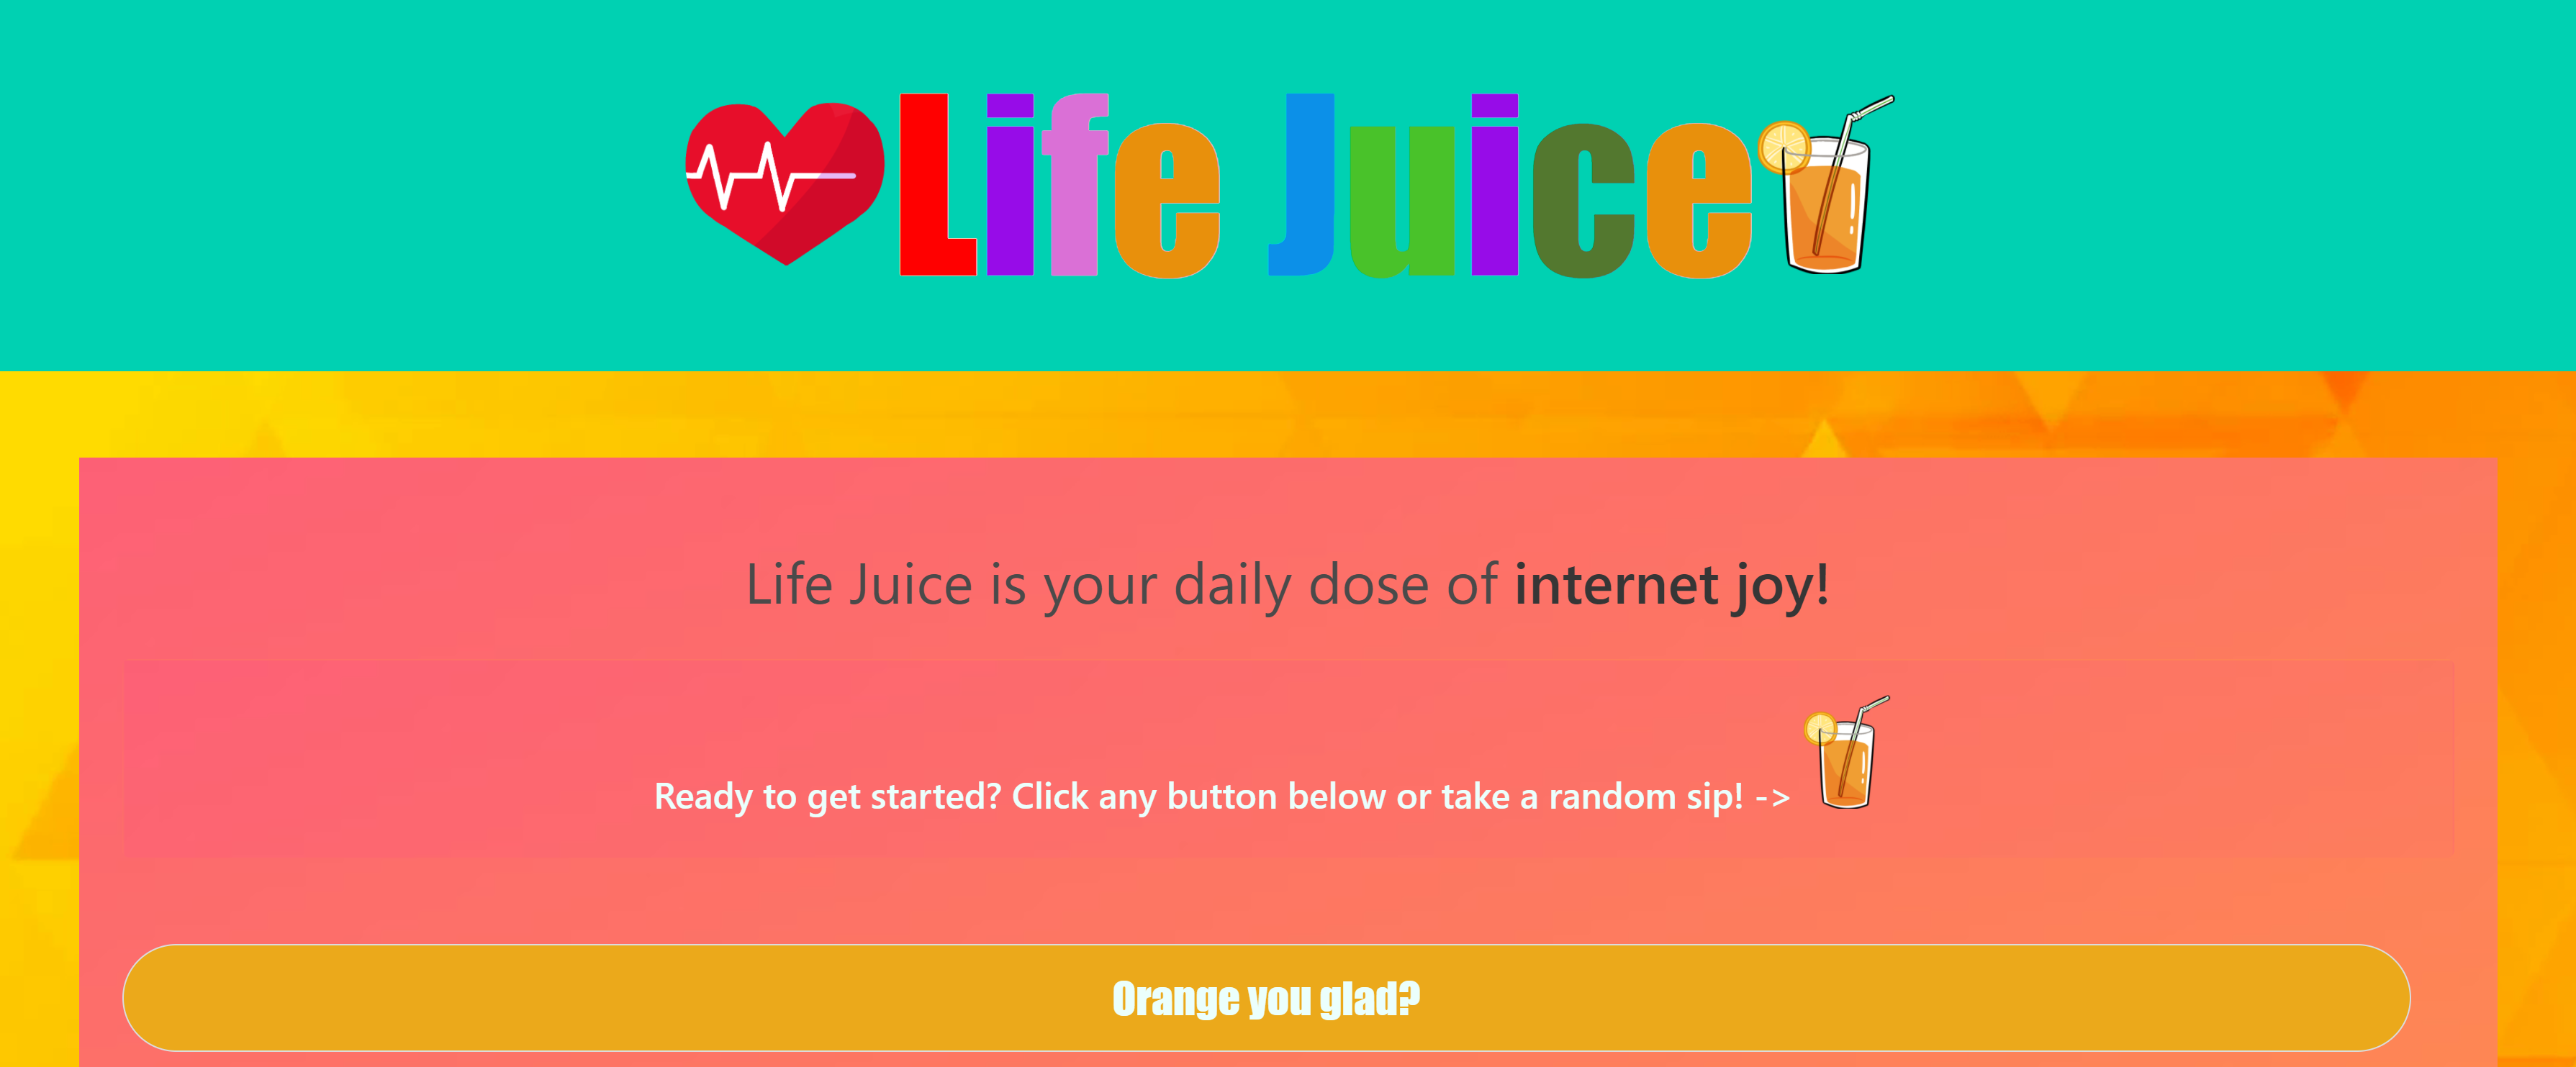 Life Juice
Life Juice is your daily dose of internet joy!
Ready to get started? Click any button below or take a random sip! ->
Orange you glad?